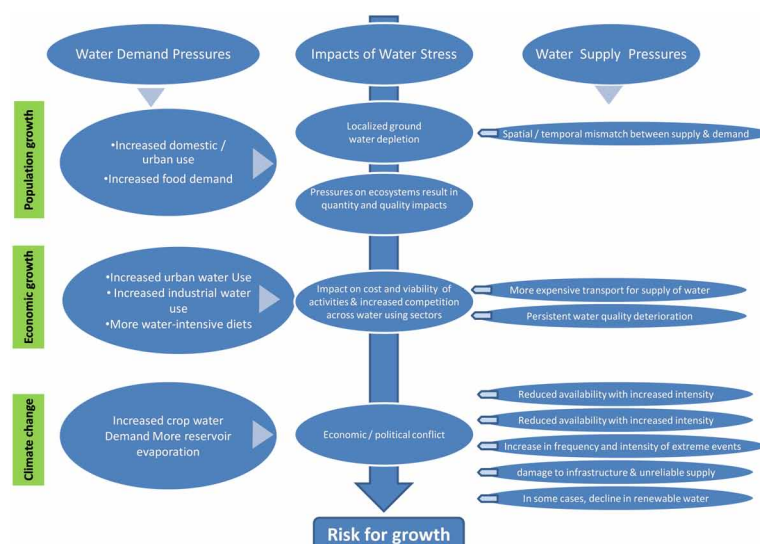 Water Demand Pressures
Impacts of Water Stress
Water Supply Pressures
Population growth
•Increased domestic /
urban use
•Increased food demand
Localized ground
water depletion
Spatial / temporal mismatch between supply & demand
Pressures on ecosystems result in
quantity and quality impacts
Economic growth
•Increased urban water Use
• Increased industrial water
use
•More water-intensive diets
Impact on cost and viability of
activities & increased competition
across water using sectors
More expensive transport for supply of water
Persistent water quality deterioration
Climate change
Increased crop water
Demand More reservoir
evaporation
Economic / political conflict
Reduced availability with increased intensity
Reduced availability with increased intensity
Increase in frequency and intensity of extreme events
damage to infrastructure & unreliable supply
In some cases, decline in renewable water
Risk for growth